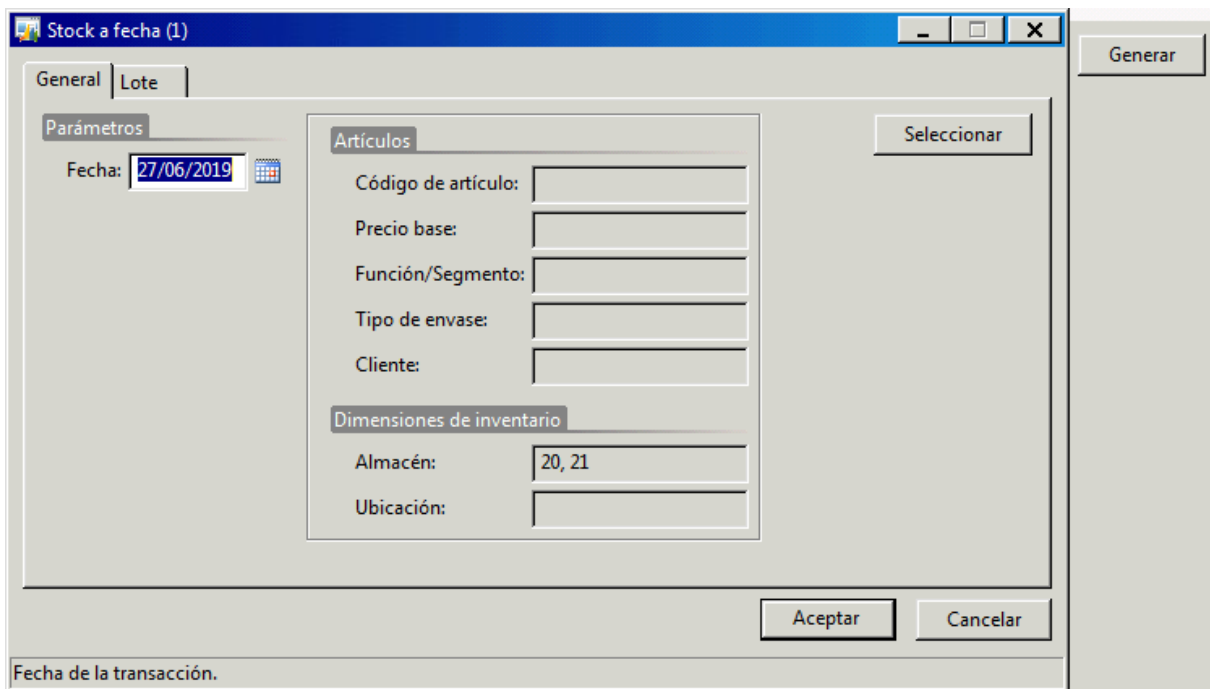 Stock a fecha (1)
Generar
General
Lote
Parámetros
Fecha: 27/06/2019
Artículos
Seleccionar
Código de artículo:
Precio base:
Función/Segmento:
Tipo de envase:
Cliente:
Dimensiones de inventario
Almacén: 20, 21
Ubicación:
Aceptar
Cancelar
Fecha de la transacción.